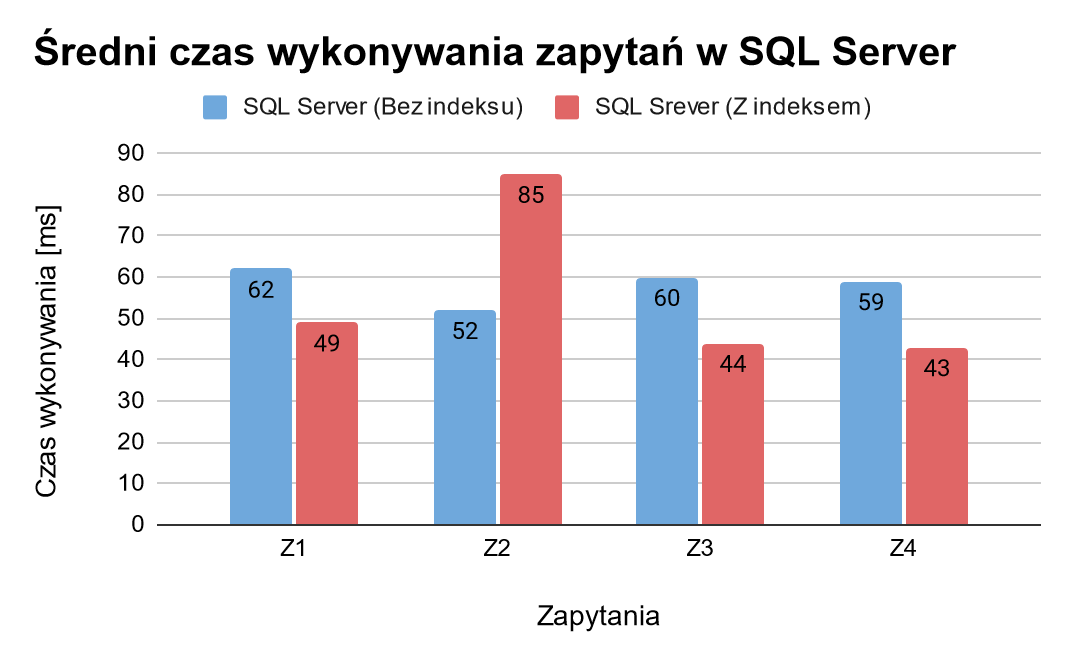 Średni czas wykonywania zapytań w SQL Server
SQL Server (Bez indeksu) SQL Srever (Z indeksem)
Czas wykonywania [ms]
90
80
70
60
50
40
30
20
10
0
62 49 52 85 60 44 59 43
Z1 Z2 Z3 Z4
Zapytania